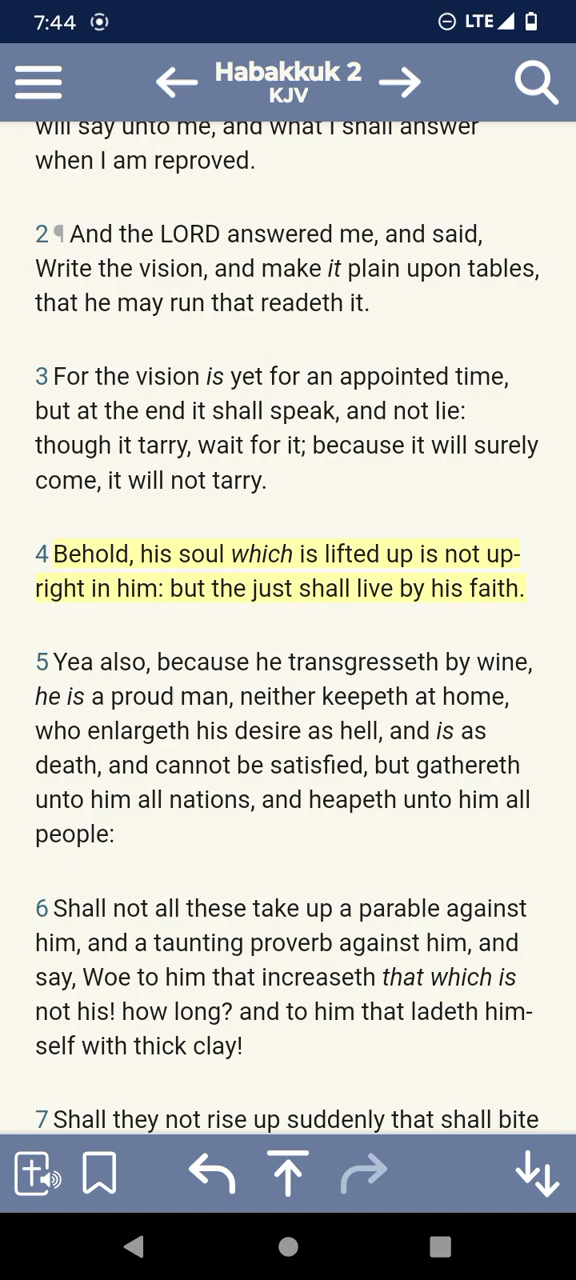 7:44 LTE
Habakkuk 2
KJV
will say unto me, and what I shall answer
when I am reproved.
2 ¶ And the LORD answered me, and said,
Write the vision, and make it plain upon tables,
that he may run that readeth it.
3 For the vision is yet for an appointed time,
but at the end it shall speak, and not lie:
though it tarry, wait for it; because it will surely
come, it will not tarry.
4 Behold, his soul which is lifted up is not up-
right in him: but the just shall live by his faith.
5 Yea also, because he transgresseth by wine,
he is a proud man, neither keepeth at home,
who enlargeth his desire as hell, and is as
death, and cannot be satisfied, but gathereth
unto him all nations, and heapeth unto him all
people:
6 Shall not all these take up a parable against
him, and a taunting proverb against him, and
say, Woe to him that increaseth that which is
not his! how long? and to him that ladeth him-
self with thick clay!
7 Shall they not rise up suddenly that shall bite